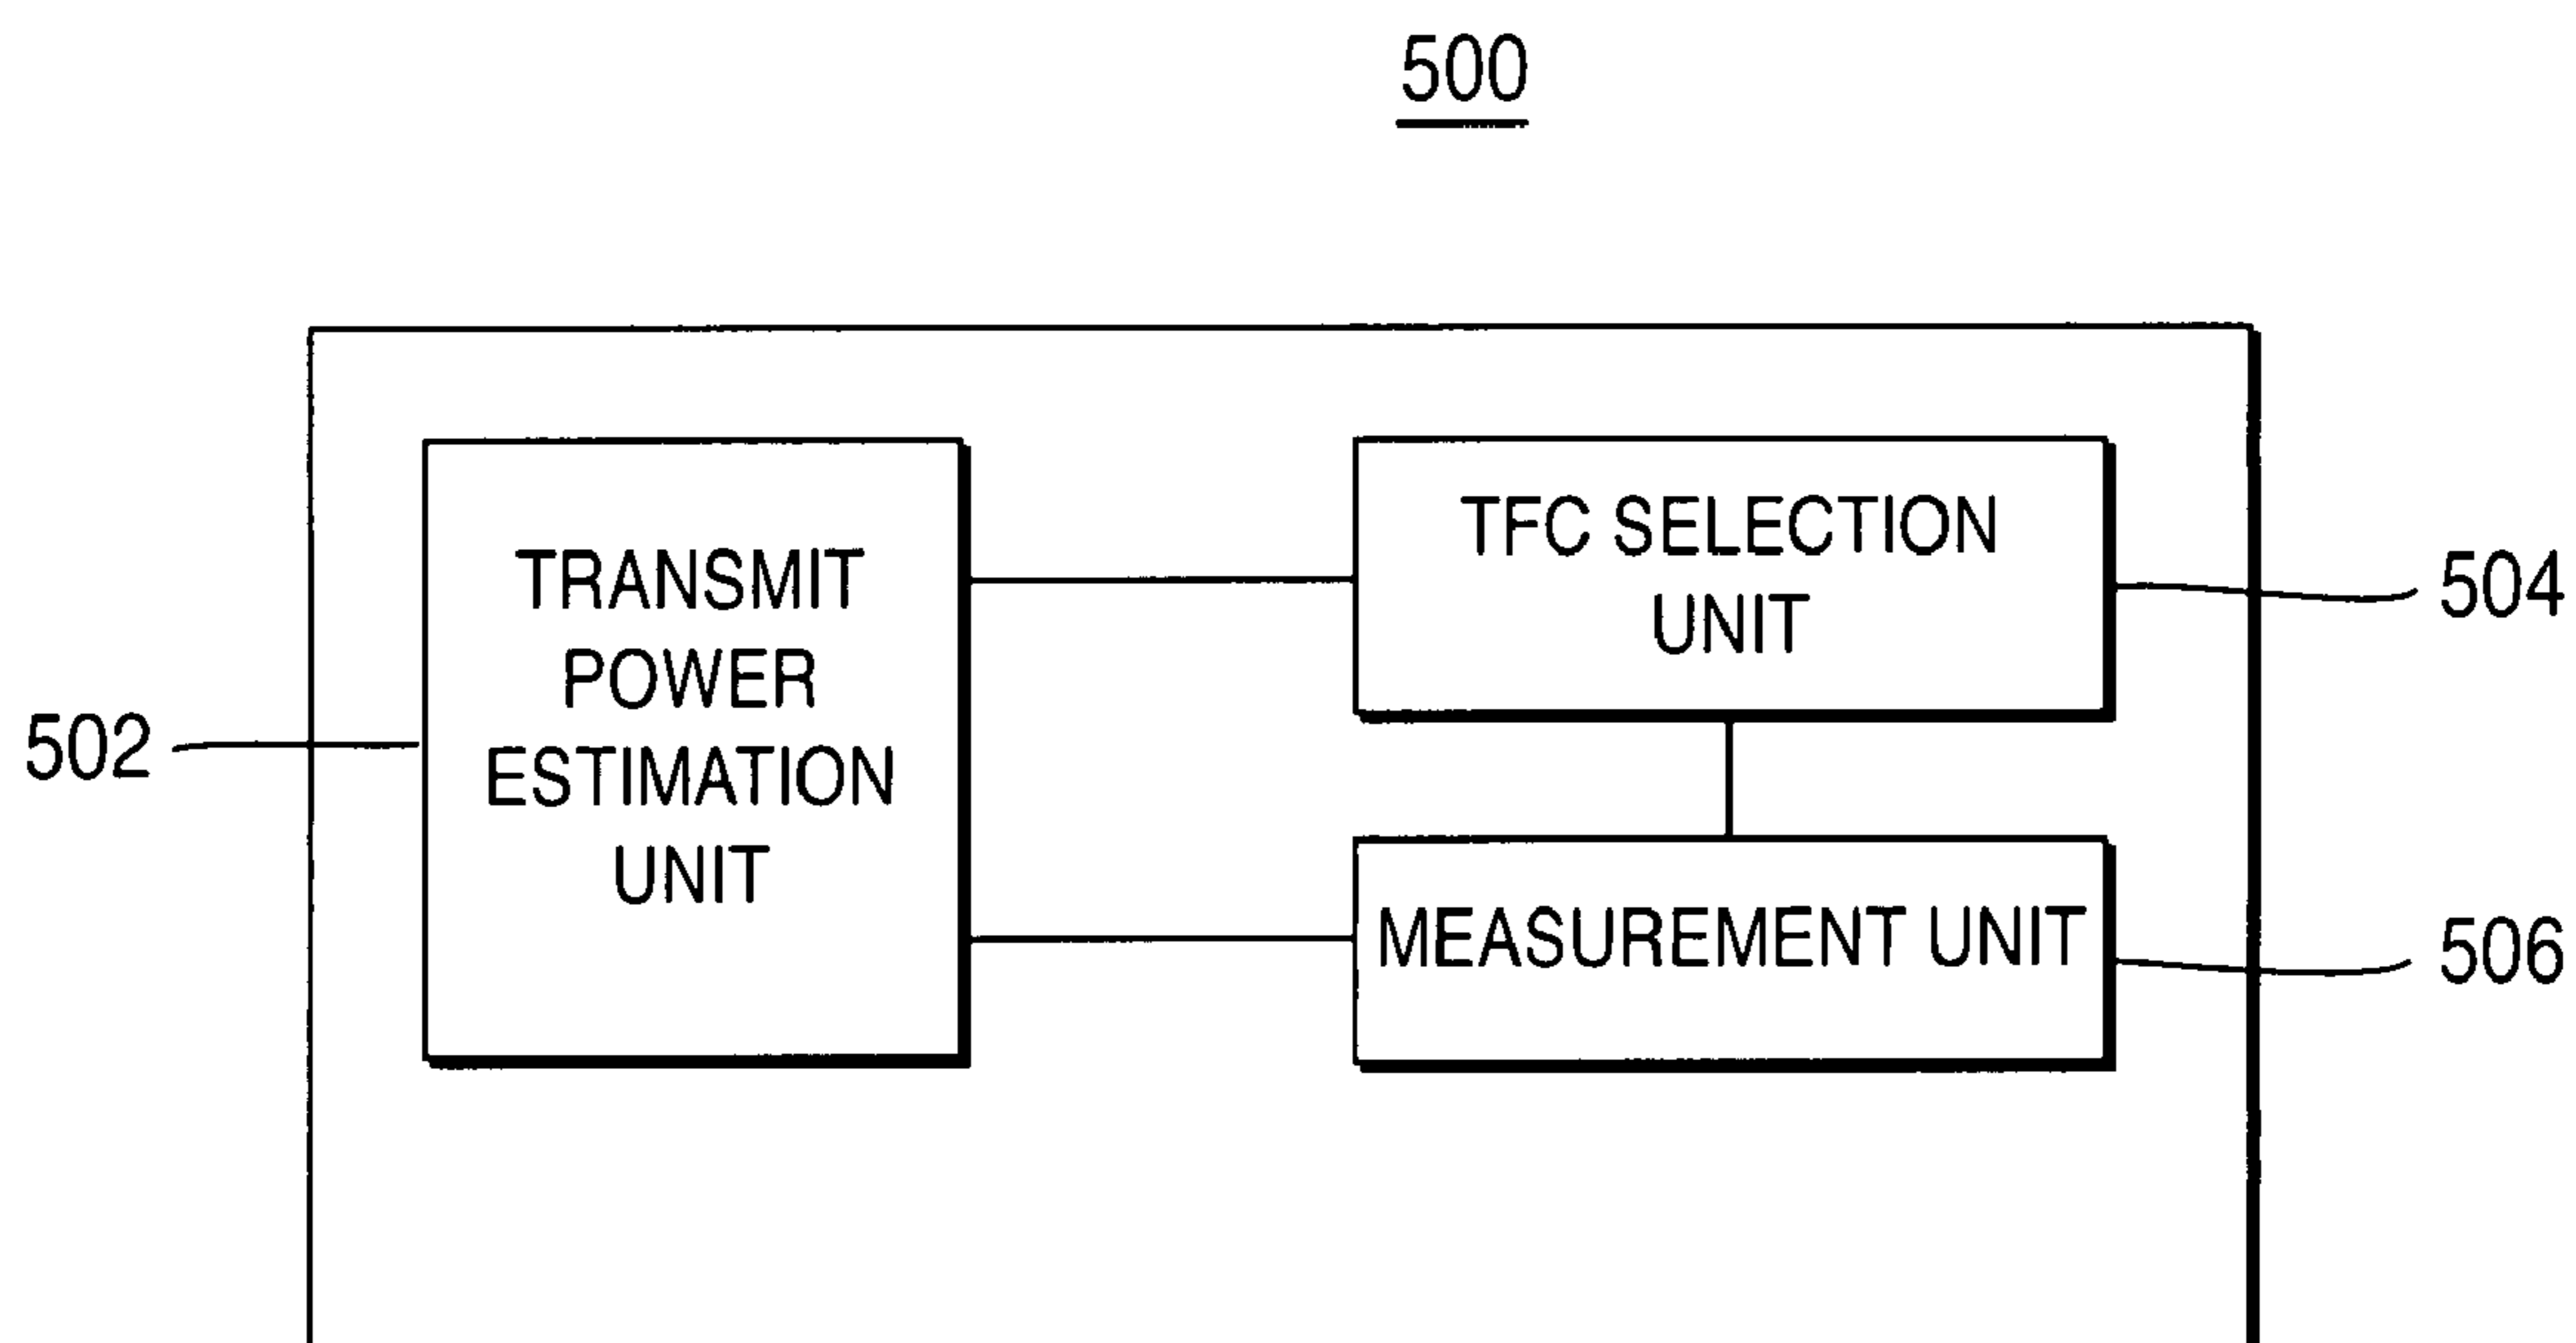 500
TRANSMIT
POWER
ESTIMATION
UNIT
TFC SELECTION
UNIT
MEASUREMENT UNIT
502
504
506